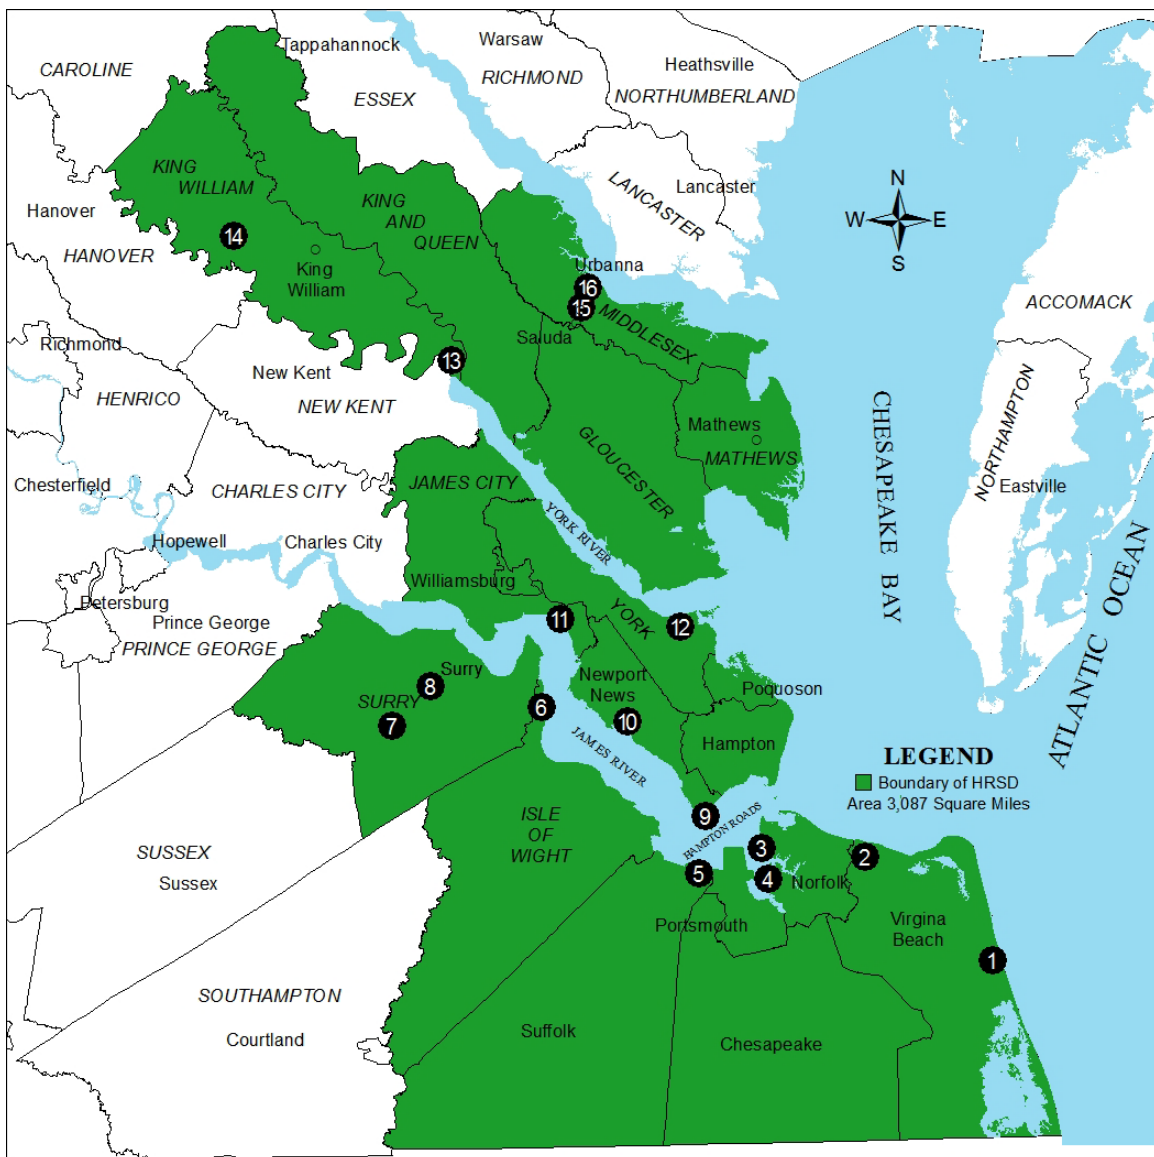 Tappahannock
Warsaw
RICHMOND
Heathsville
NORTHUMBERLAND
CAROLINE
ESSEX
KING
WILLIAM
LANCASTER
Lancaster
KING
AND
QUEEN
N
W E
S
Hanover
HANOVER
14
King
William
Urbanna
16
15
MIDDLESEX
ACCOMACK
Richmond
HENRICO
New Kent
NEW KENT
13
Saluda
NORTHAMPTON
Eastville
CHESAPEAKE BAY
Mathews
MATHEWS
GLOUCESTER
Chesterfield
CHARLES CITY
JAMES CITY
YORK RIVER
ATLANTIC OCEAN
Hopewell
Charles City
Williamsburg
Petersburg
Prince George
PRINCE GEORGE
11
YORK
12
Surry
8
SURRY
7
6
Newport
News
10
Poquoson
Hampton
JAMES RIVER
LEGEND
Boundary of HRSD
Area 3,087 Square Miles
ISLE
OF
WIGHT
9
HAMPTON ROADS
3
2
5
4
Norfolk
SUSSEX
Sussex
Portsmouth
Virgina
Beach
1
SOUTHAMPTON
Courtland
Suffolk
Chesapeake